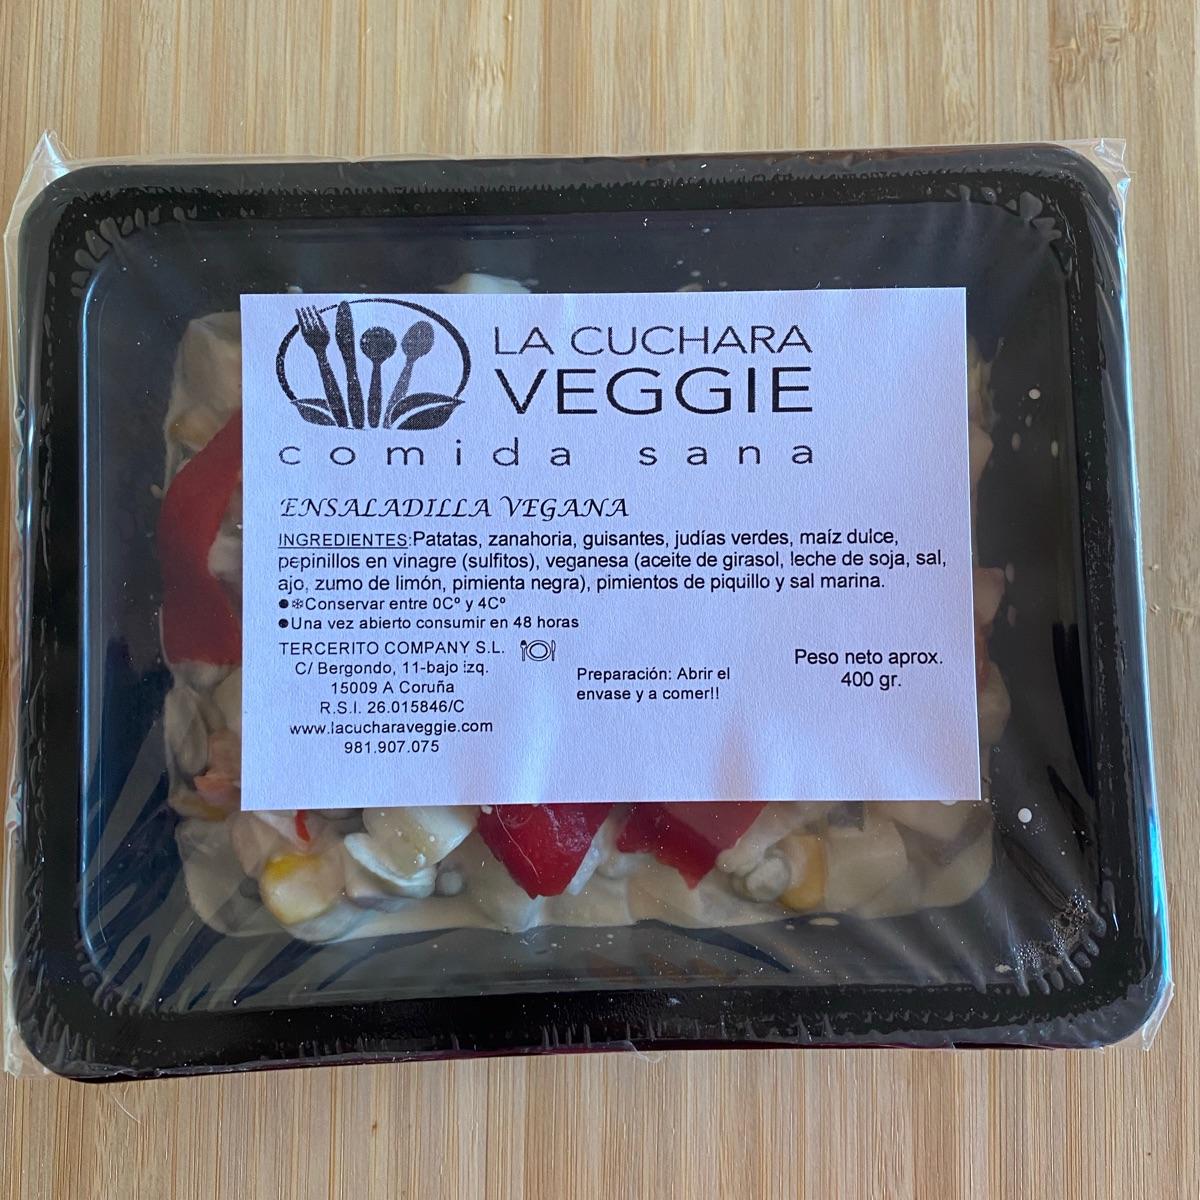 LA CUCHARA
VEGGIE
comida sana
ENSALADILLA VEGANA
INGREDIENTES:Patatas, zanahoria, guisantes, judías verdes, maíz dulce,
pepinillos en vinagre (sulfitos), veganesa (aceite de girasol, leche de soja, sal,
ajo, zumo de limón, pimienta negra), pimientos de piquillo y sal marina.
●❄Conservar entre 0Cº y 4Cº
●Una vez abierto consumir en 48 horas
TERCERITO COMPANY S.L.
C/ Bergondo, 11-bajo izq.
15009 A Coruña
R.S.I. 26.015846/C
www.lacucharaveggie.com
981.907.075
Preparación: Abrir el
envase y a comer!!
Peso neto aprox.
400 gr.